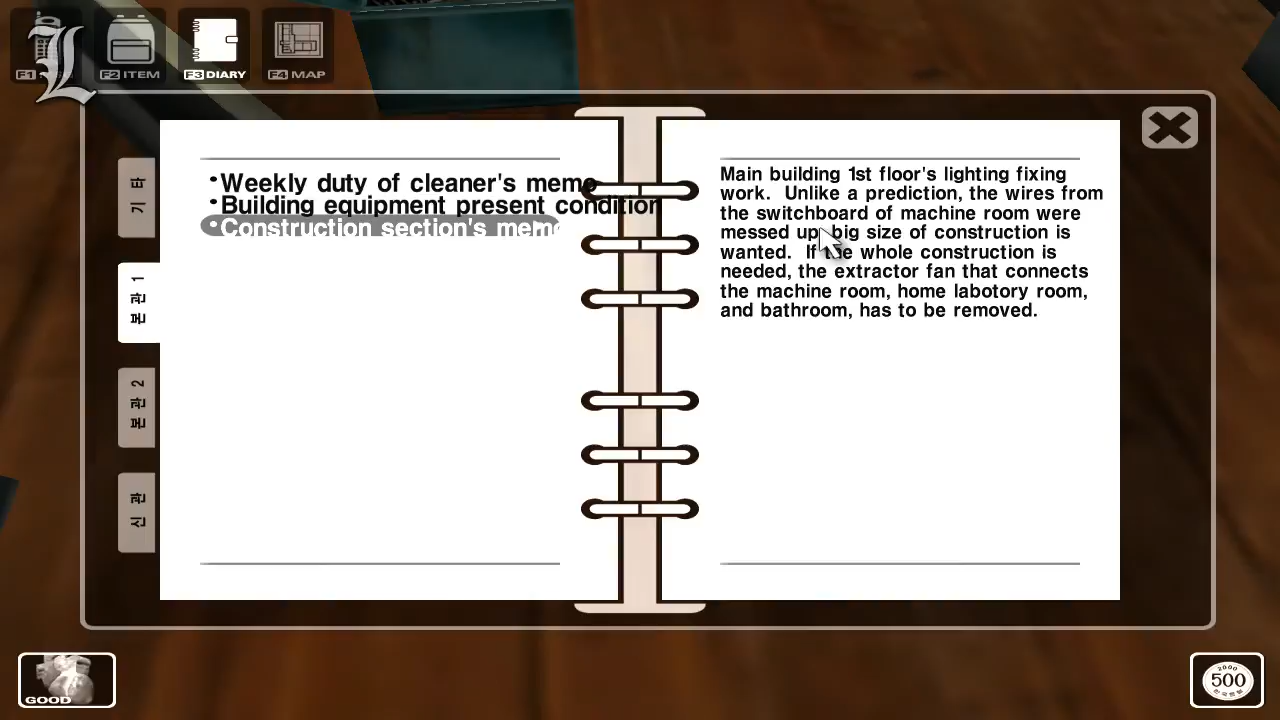 L
F1
F2 ITEM
F3 DIARY
F4 MAP
기 타
본 관 1
본 관 2
신 관
•Weekly duty of cleaner's memo
•Building equipment present condition
•Construction section's memo
Main building 1st floor's lighting fixing
work. Unlike a prediction, the wires from
the switchboard of machine room were
messed up, big size of construction is
wanted. If the whole construction is
needed, the extractor fan that connects
the machine room, home labotory room,
and bathroom, has to be removed.
GOOD
2000
500